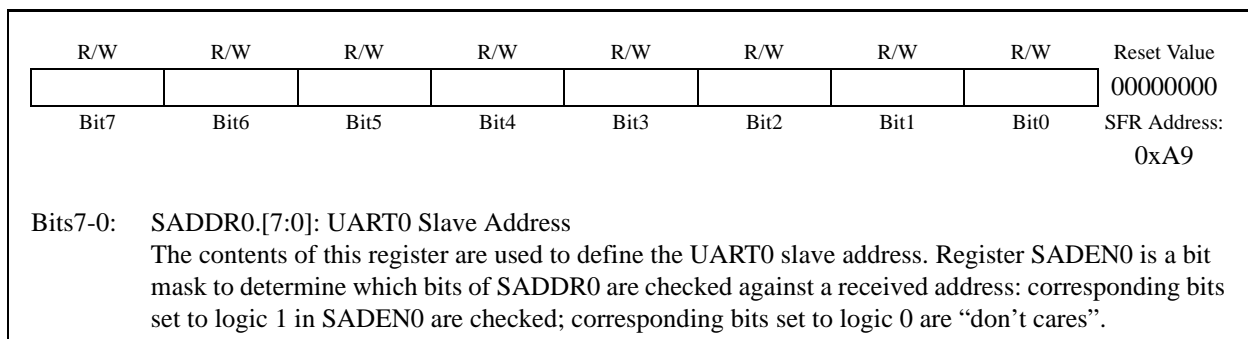 R/W R/W R/W R/W R/W R/W R/W R/W Reset Value
00000000
Bit7 Bit6 Bit5 Bit4 Bit3 Bit2 Bit1 Bit0 SFR Address:
0xA9
Bits7-0: SADDR0.[7:0]: UART0 Slave Address
The contents of this register are used to define the UART0 slave address. Register SADEN0 is a bit
mask to determine which bits of SADDR0 are checked against a received address: corresponding bits
set to logic 1 in SADEN0 are checked; corresponding bits set to logic 0 are “don’t cares”.